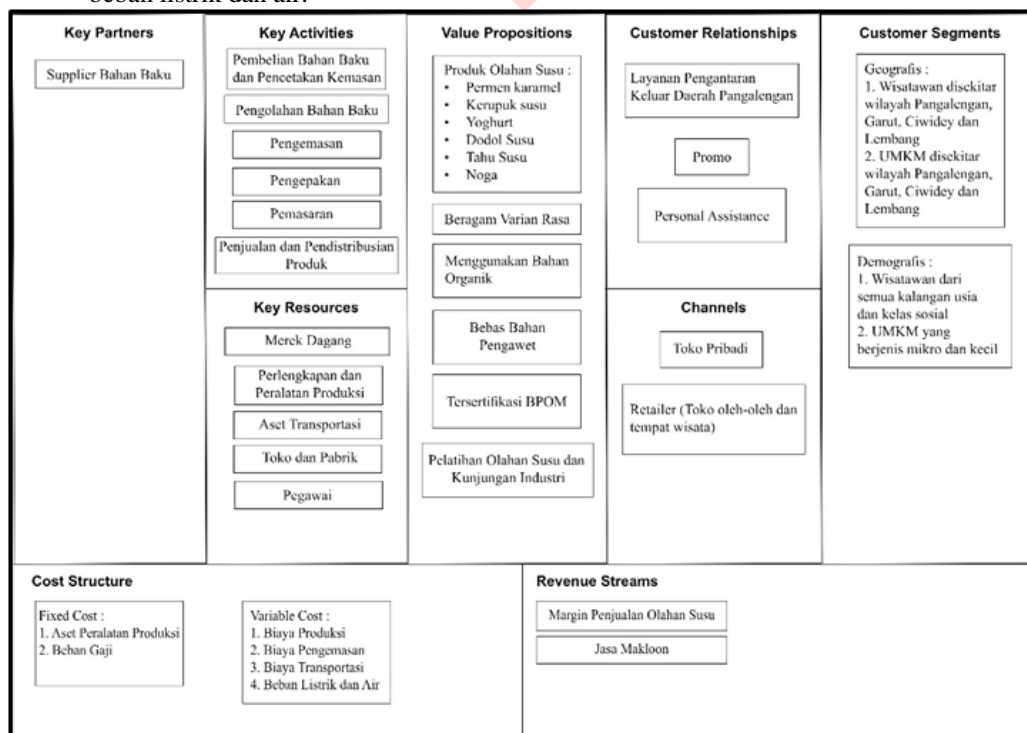 beban listrik dan air.
Key Partners
Supplier Bahan Baku
Key Activities
Pembelian Bahan Baku
dan Pencetakan Kemasan
Pengolahan Bahan Baku
Pengemasan
Pengepakan
Pemasaran
Penjualan dan Pendistribusian
Produk
Key Resources
Merek Dagang
Perlengkapan dan
Peralatan Produksi
Aset Transportasi
Toko dan Pabrik
Pegawai
Value Propositions
Produk Olahan Susu :
• Permen karamel
• Kerupuk susu
• Yoghurt
• Dodol Susu
• Tahu Susu
• Noga
Beragam Varian Rasa
Menggunakan Bahan
Organik
Bebas Bahan
Pengawet
Tersertifikasi BPOM
Pelatihan Olahan Susu dan
Kunjungan Industri
Customer Relationships
Layanan Pengantaran
Keluar Daerah Pangalengan
Promo
Personal Assistance
Channels
Toko Pribadi
Retailer (Toko oleh-oleh dan
tempat wisata)
Customer Segments
Geografis :
1. Wisatawan disekitar
wilayah Pangalengan,
Garut, Ciwidey dan
Lembang
2. UMKM disekitar
wilayah Pangalengan,
Garut, Ciwidey dan
Lembang
Demografis :
1. Wisatawan dari
semua kalangan usia
dan kelas sosial
2. UMKM yang
berjenis mikro dan kecil
Cost Structure
Fixed Cost :
1. Aset Peralatan Produksi
2. Beban Gaji
Variable Cost :
1. Biaya Produksi
2. Biaya Pengemasan
3. Biaya Transportasi
4. Beban Listrik dan Air
Revenue Streams
Margin Penjualan Olahan Susu
Jasa Makloon